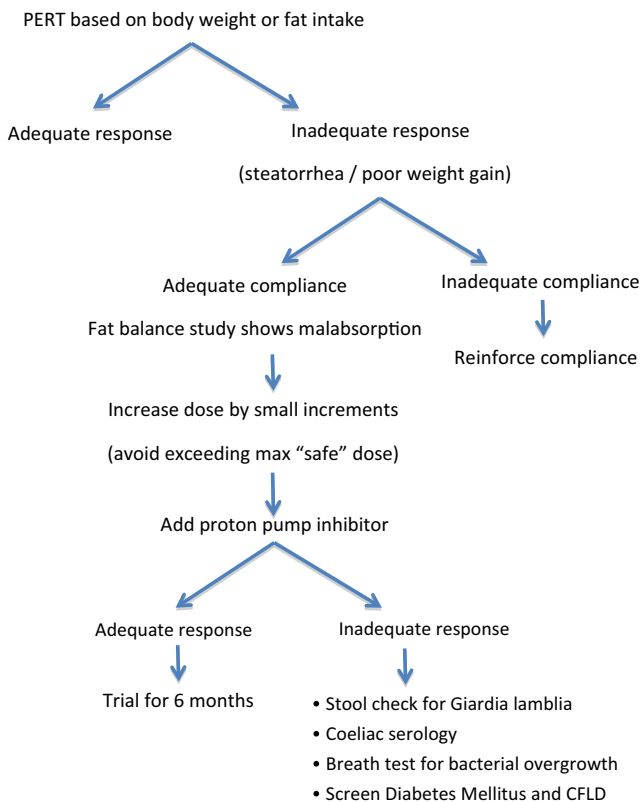 PERT based on body weight or fat intake
Adequate response
Inadequate response
(steatorrhea / poor weight gain)
Adequate compliance
Inadequate compliance
Fat balance study shows malabsorption
Reinforce compliance
Increase dose by small increments
(avoid exceeding max “safe” dose)
Add proton pump inhibitor
Adequate response
Inadequate response
Trial for 6 months
• Stool check for Giardia lamblia
• Coeliac serology
• Breath test for bacterial overgrowth
• Screen Diabetes Mellitus and CFLD